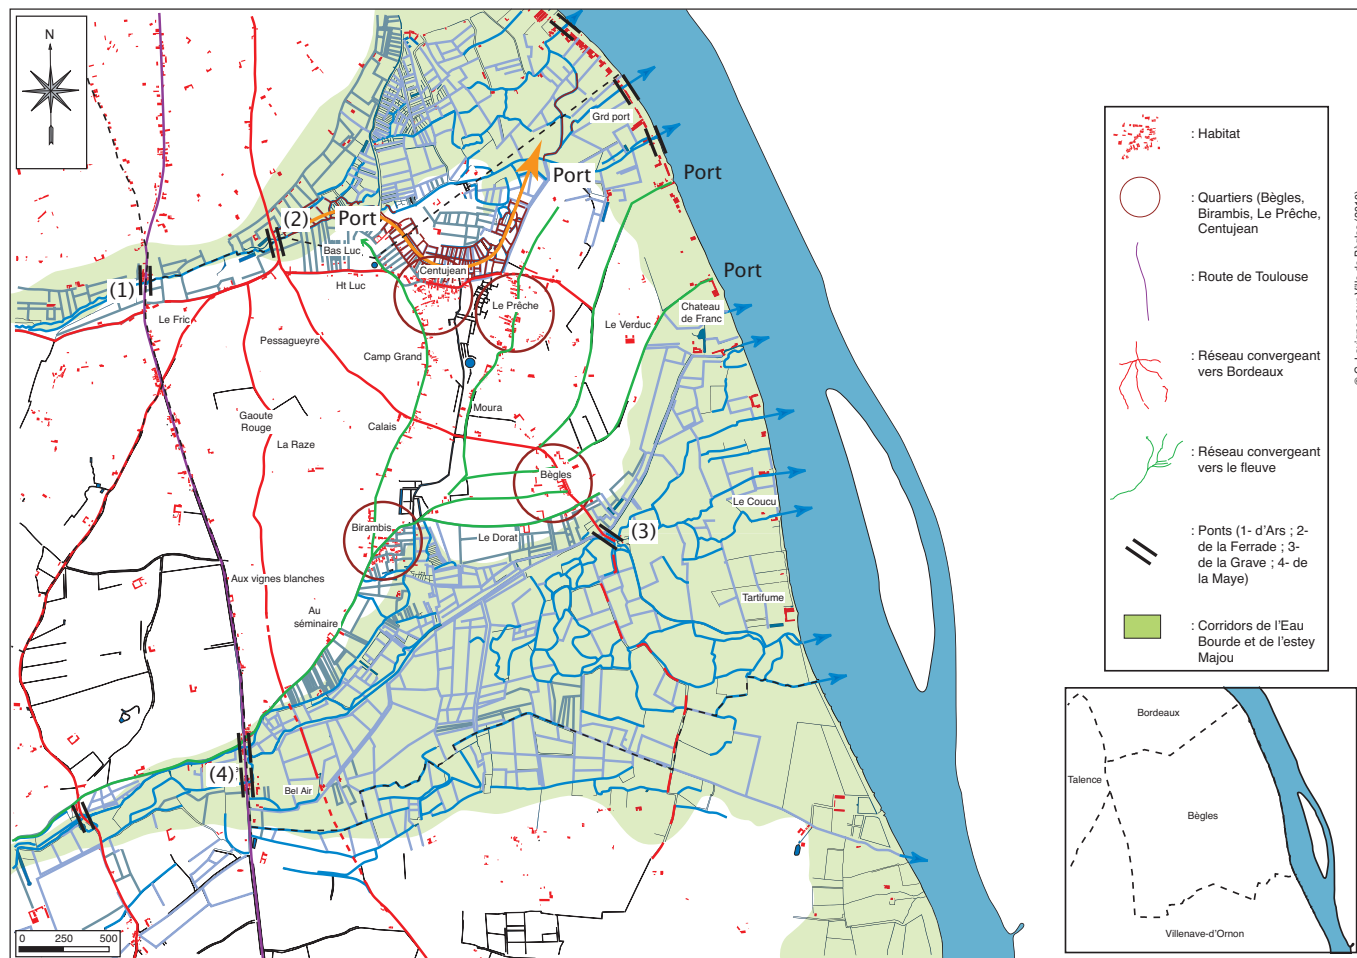 N
Grd port
Port
Port
(2)
Port
Bas Luc
Centujean
Port
Ht Luc
(1)
Le Prêche
Chateau
de Franc
Le Fric
Le Verduc
Pessagueyre
Camp Grand
Moura
Gaoute
Rouge
Calais
La Raze
Bègles
Le Coucu
Birambis
Le Dorat
(3)
Aux vignes blanches
Tartifume
Au
séminaire
(4)
Bel Air
0 250 500
: Habitat
: Quartiers (Bègles,
Birambis, Le Prêche,
Centujean
: Route de Toulouse
: Réseau convergeant
vers Bordeaux
: Réseau convergeant
vers le fleuve
: Ponts (1- d'Ars ; 2-
de la Ferrade ; 3-
de la Grave ; 4- de
la Maye)
: Corridors de l'Eau
Bourde et de l'estey
Majou
Bordeaux
Talence
Bègles
Villenave-d'Ornon